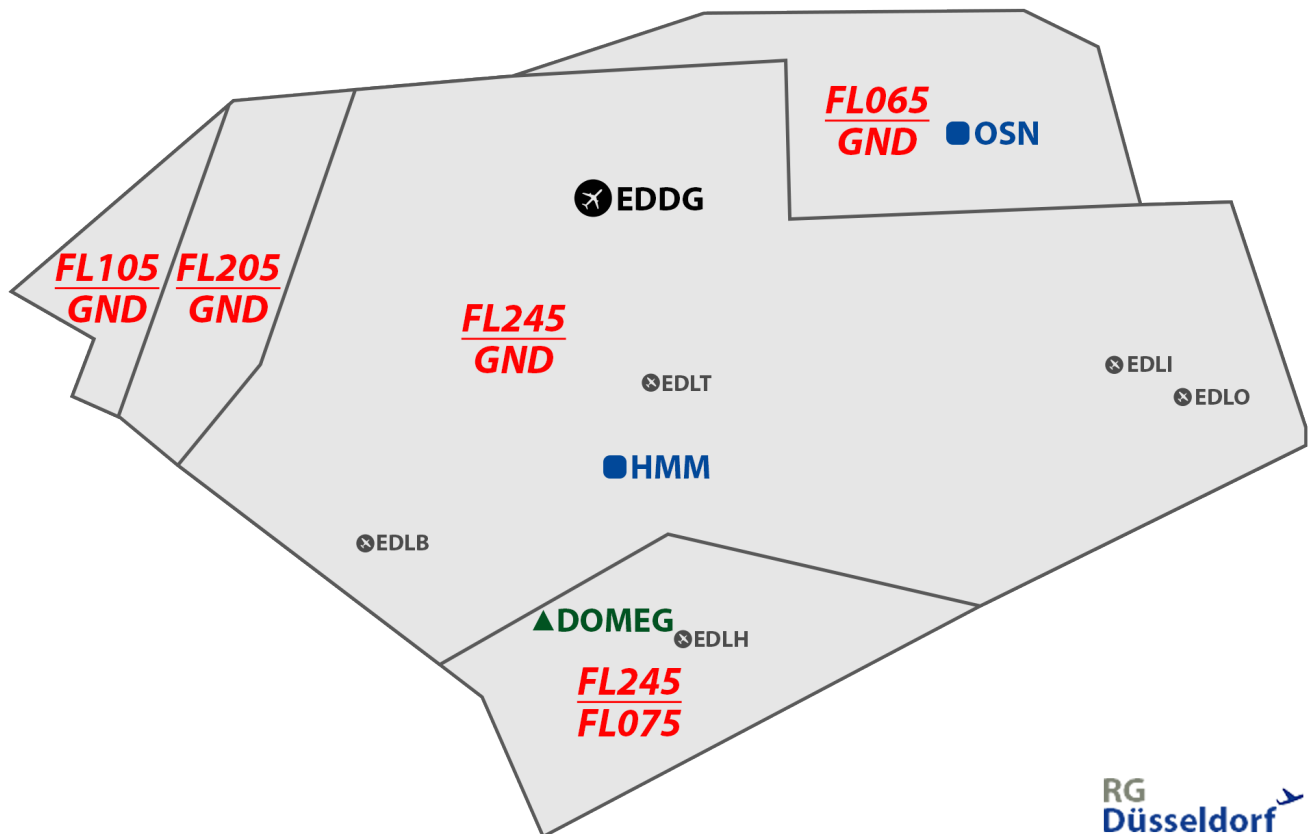 FL065
GND
OSN
EDDG
FL105
GND
FL205
GND
FL245
GND
EDLT
EDLI
EDLO
HMM
EDLB
DOMEG
EDLH
FL245
FL075
RG
Düsseldorf